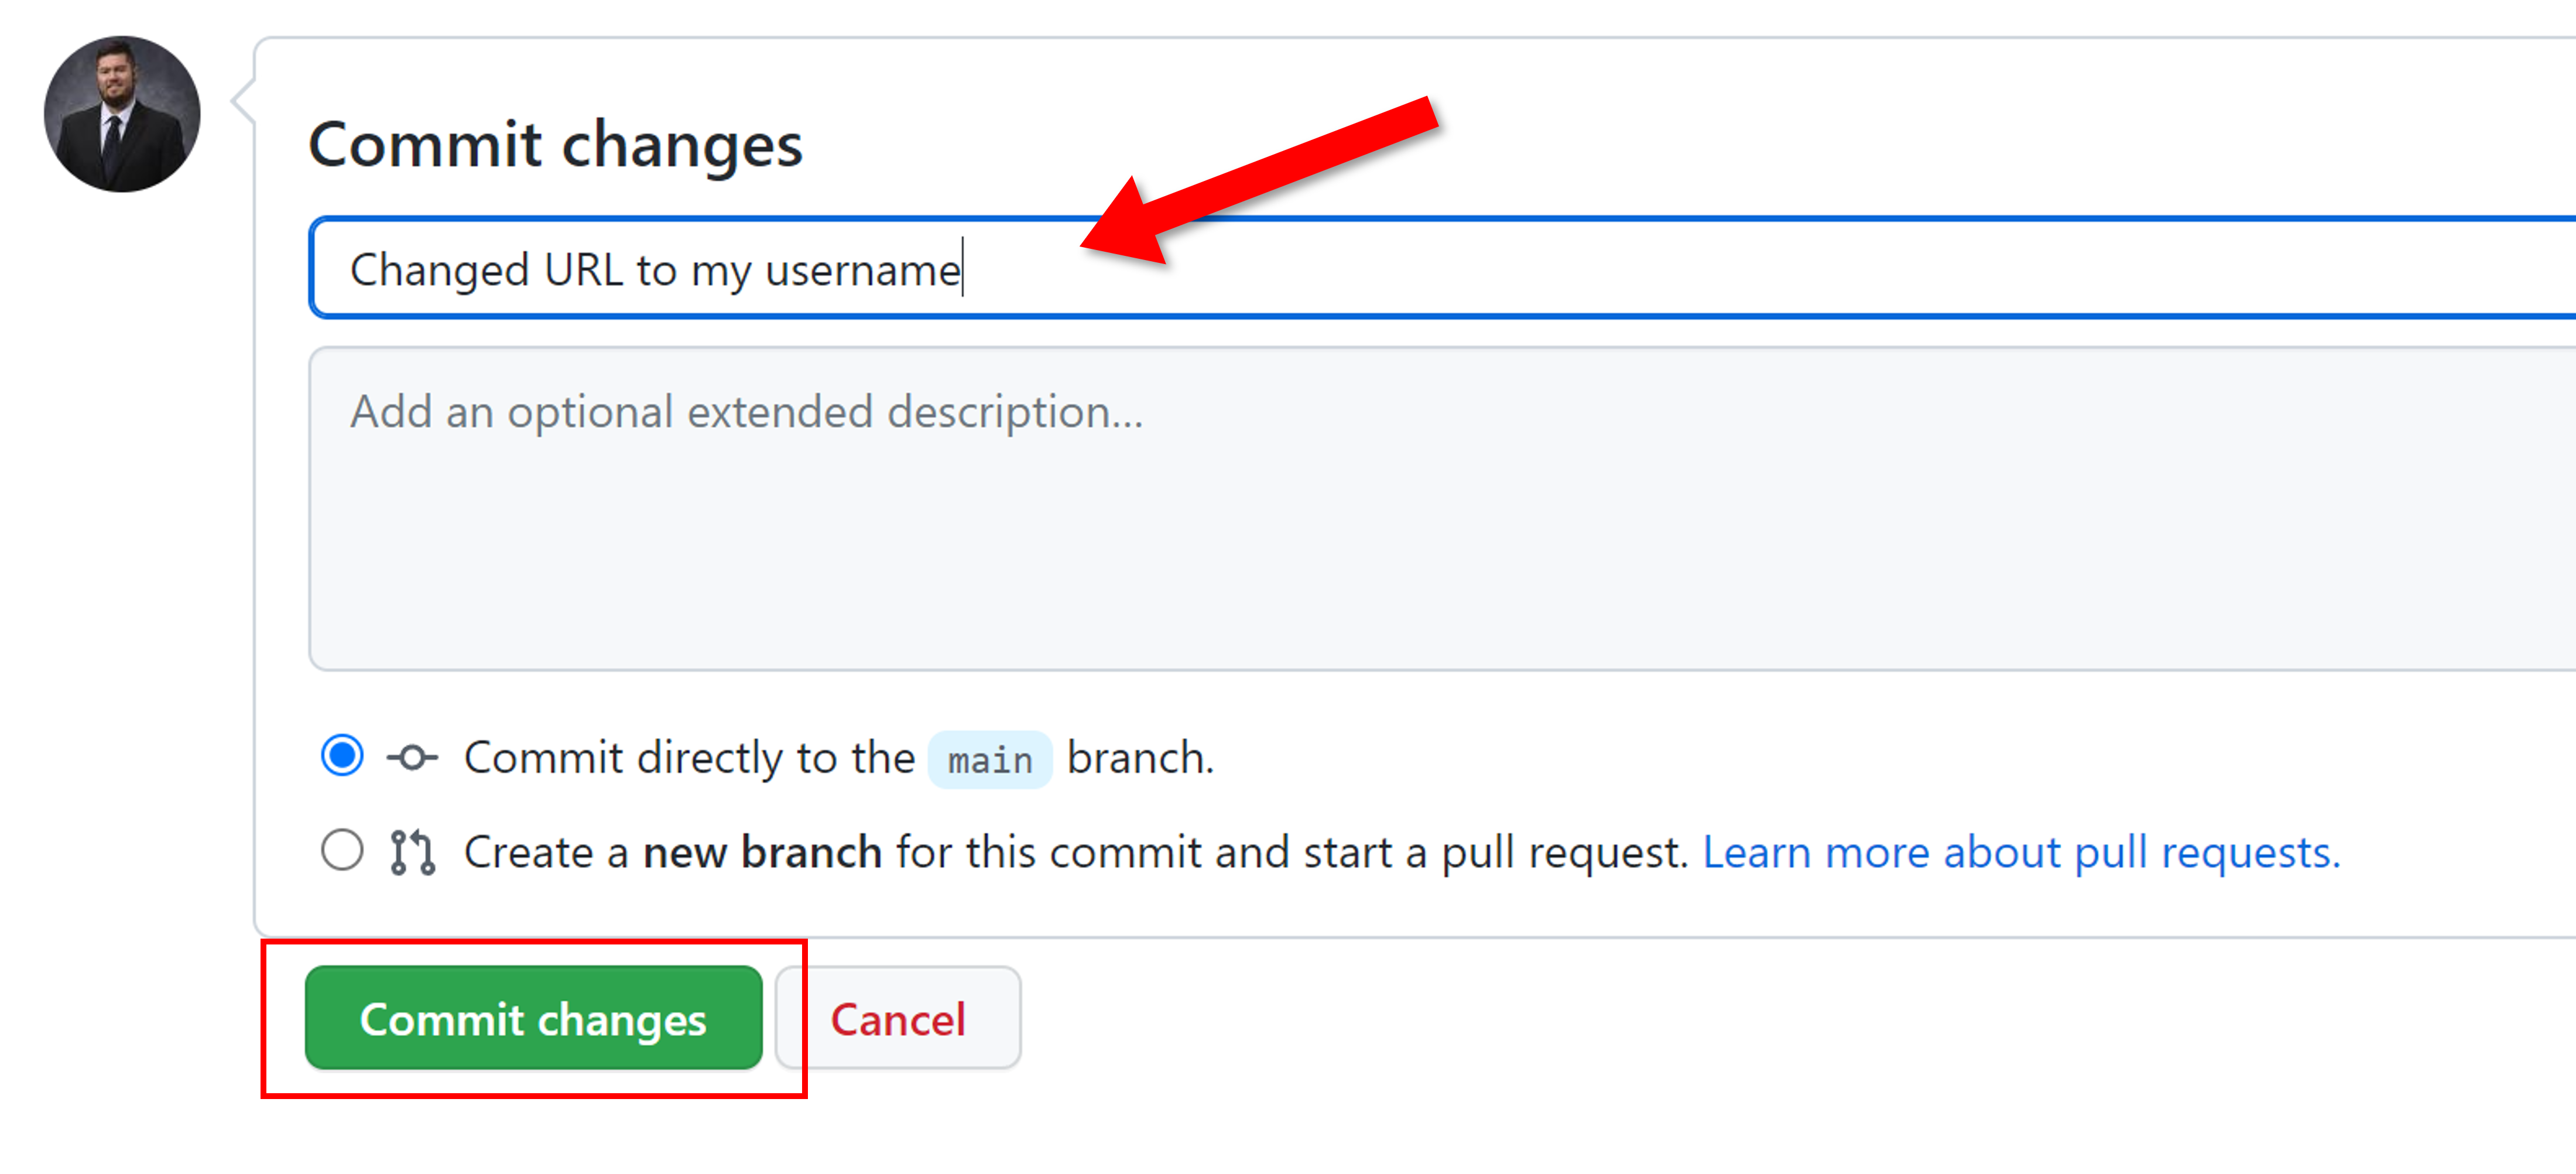 Commit changes
Changed URL to my username
Add an optional extended description...
Commit directly to the main branch.
Create a new branch for this commit and start a pull request. Learn more about pull requests.
Commit changes
Cancel